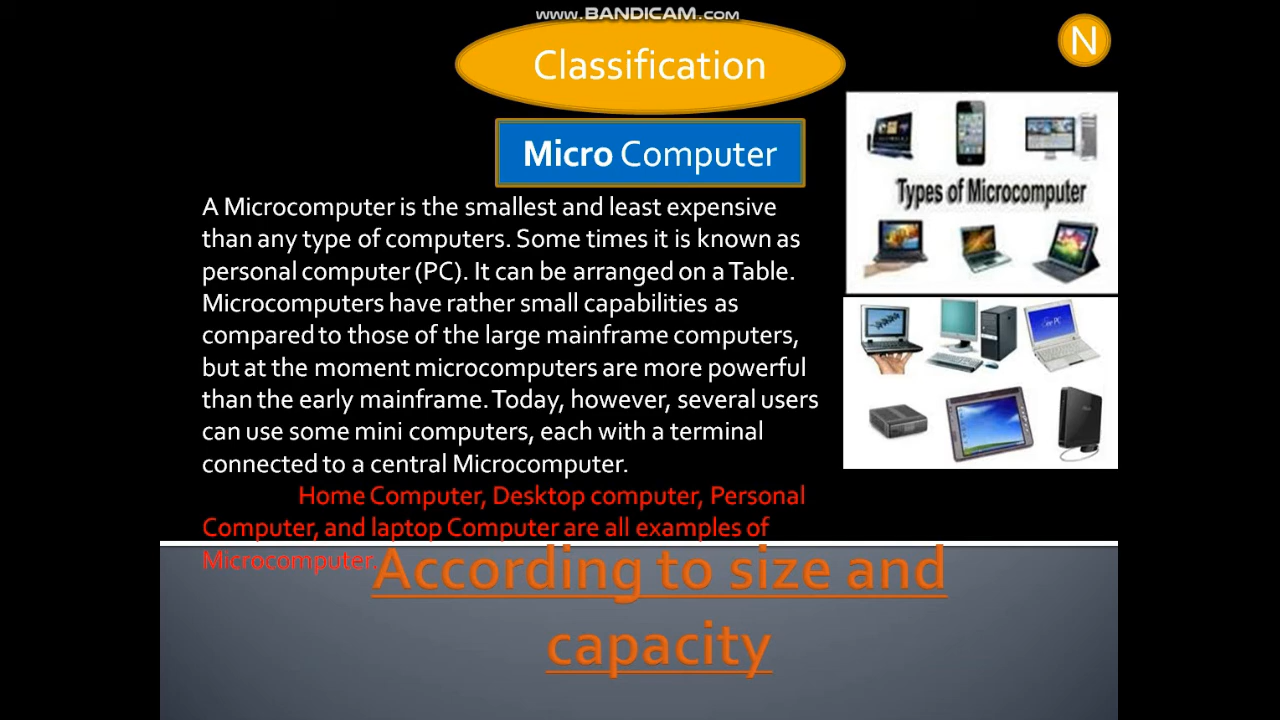 www.BANDICAM.com
N
Classification
Micro Computer
Types of Microcomputer
A Microcomputer is the smallest and least expensive
than any type of computers. Some times it is known as
personal computer (PC). It can be arranged on a Table.
Microcomputers have rather small capabilities as
compared to those of the large mainframe computers,
but at the moment microcomputers are more powerful
than the early mainframe. Today, however, several users
can use some mini computers, each with a terminal
connected to a central Microcomputer.
Home Computer, Desktop computer, Personal
Computer, and laptop Computer are all examples of
Microcomputer.
According to size and
capacity